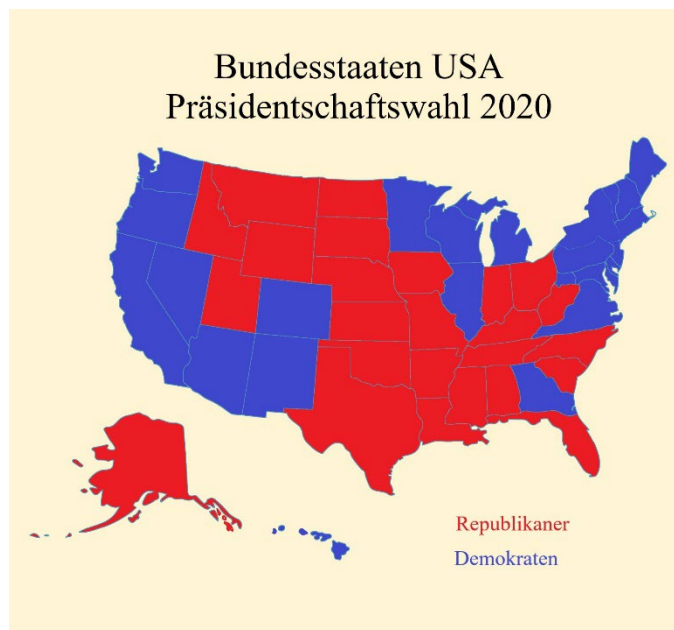 Bundesstaaten USA
Präsidentschaftswahl 2020
Republikaner
Demokraten